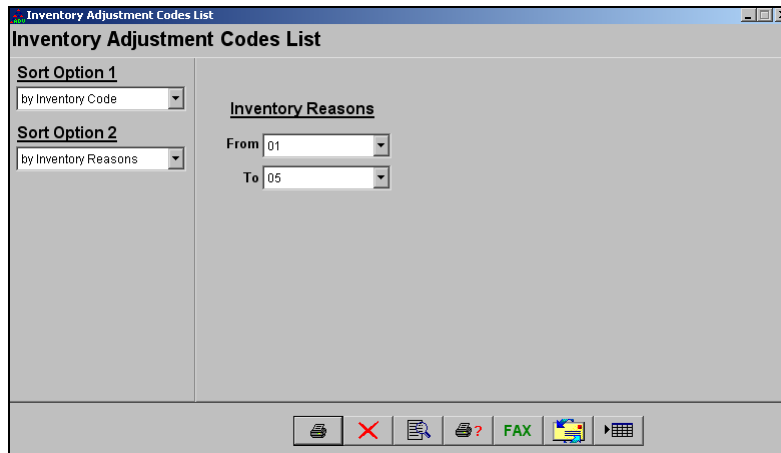 Inventory Adjustment Codes List
Inventory Adjustment Codes List
Sort Option 1
by Inventory Code
Sort Option 2
by Inventory Reasons
Inventory Reasons
From 01
To 05
? FAX